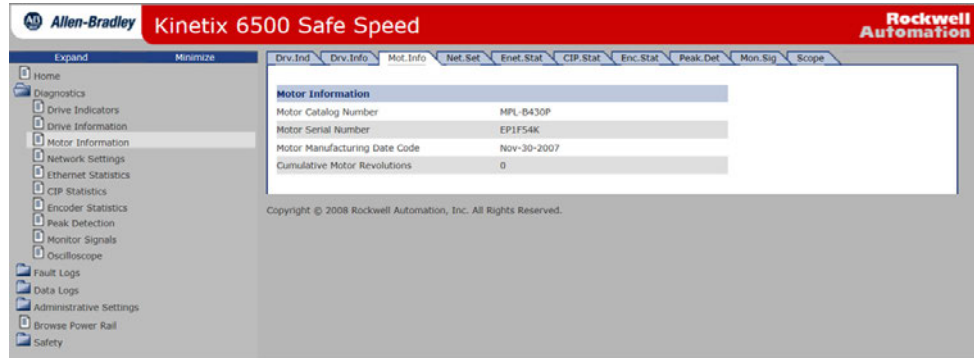 AB Allen-Bradley Kinetix 6500 Safe Speed Rockwell Automation
Expand Minimize
Home
Diagnostics
Drive Indicators
Drive Information
Motor Information
Network Settings
Ethernet Statistics
CIP Statistics
Encoder Statistics
Peak Detection
Monitor Signals
Oscilloscope
Fault Logs
Data Logs
Administrative Settings
Browse Power Rail
Safety
Drv.Ind Drv.Info Mot.Info Net.Set Enet.Stat CIP.Stat Enc.Stat Peak.Det Mon.Sig Scope
Motor Information
Motor Catalog Number MPL-B430P
Motor Serial Number EP1F54K
Motor Manufacturing Date Code Nov-30-2007
Cumulative Motor Revolutions 0
Copyright © 2008 Rockwell Automation, Inc. All Rights Reserved.